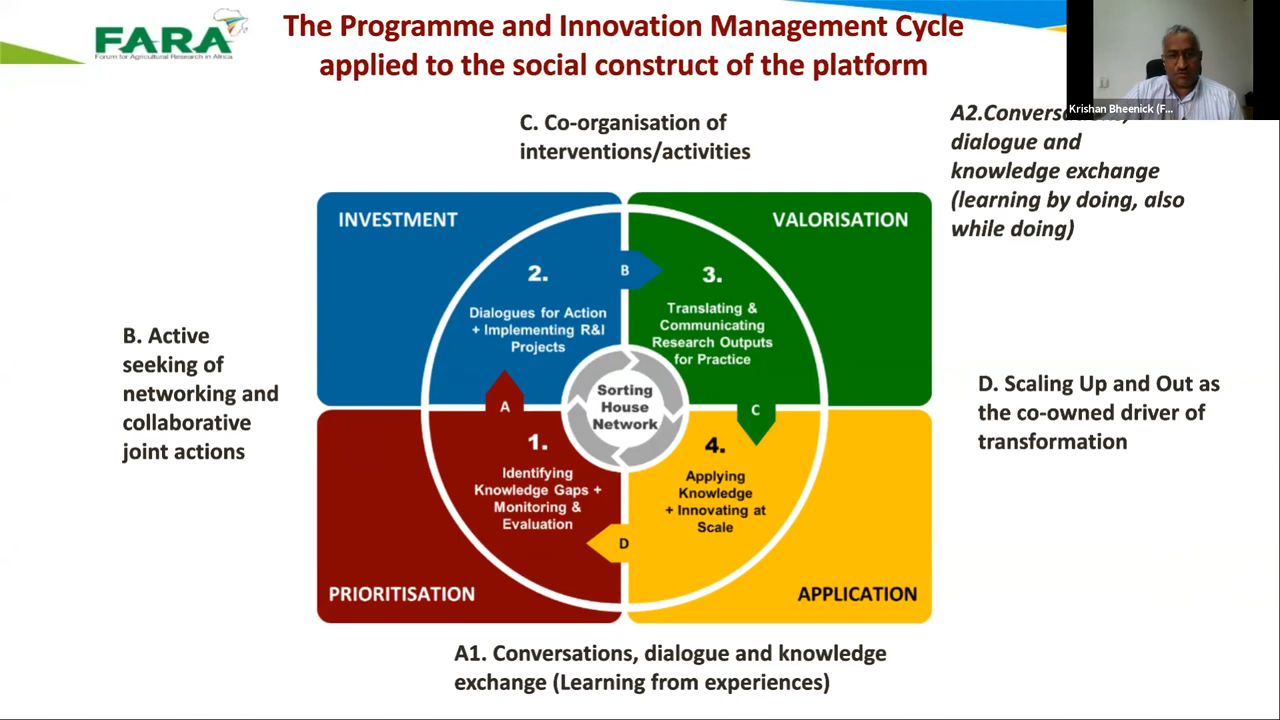 FARA
Forum for Agricultural Research in Africa
The Programme and Innovation Management Cycle
applied to the social construct of the platform
Krishan Bheenick (F...
C. Co-organisation of
interventions/activities
A2.Conversations,
dialogue and
knowledge exchange
(learning by doing, also
while doing)
INVESTMENT
VALORISATION
2.
Dialogues for Action
+ Implementing R&I
Projects
B
3.
Translating &
Communicating
Research Outputs
for Practice
B. Active
seeking of
networking and
collaborative
joint actions
A
Sorting
House
Network
C
D. Scaling Up and Out as
the co-owned driver of
transformation
1.
Identifying
Knowledge Gaps +
Monitoring &
Evaluation
4.
Applying
Knowledge
+ Innovating at
Scale
D
PRIORITISATION
APPLICATION
A1. Conversations, dialogue and knowledge
exchange (Learning from experiences)